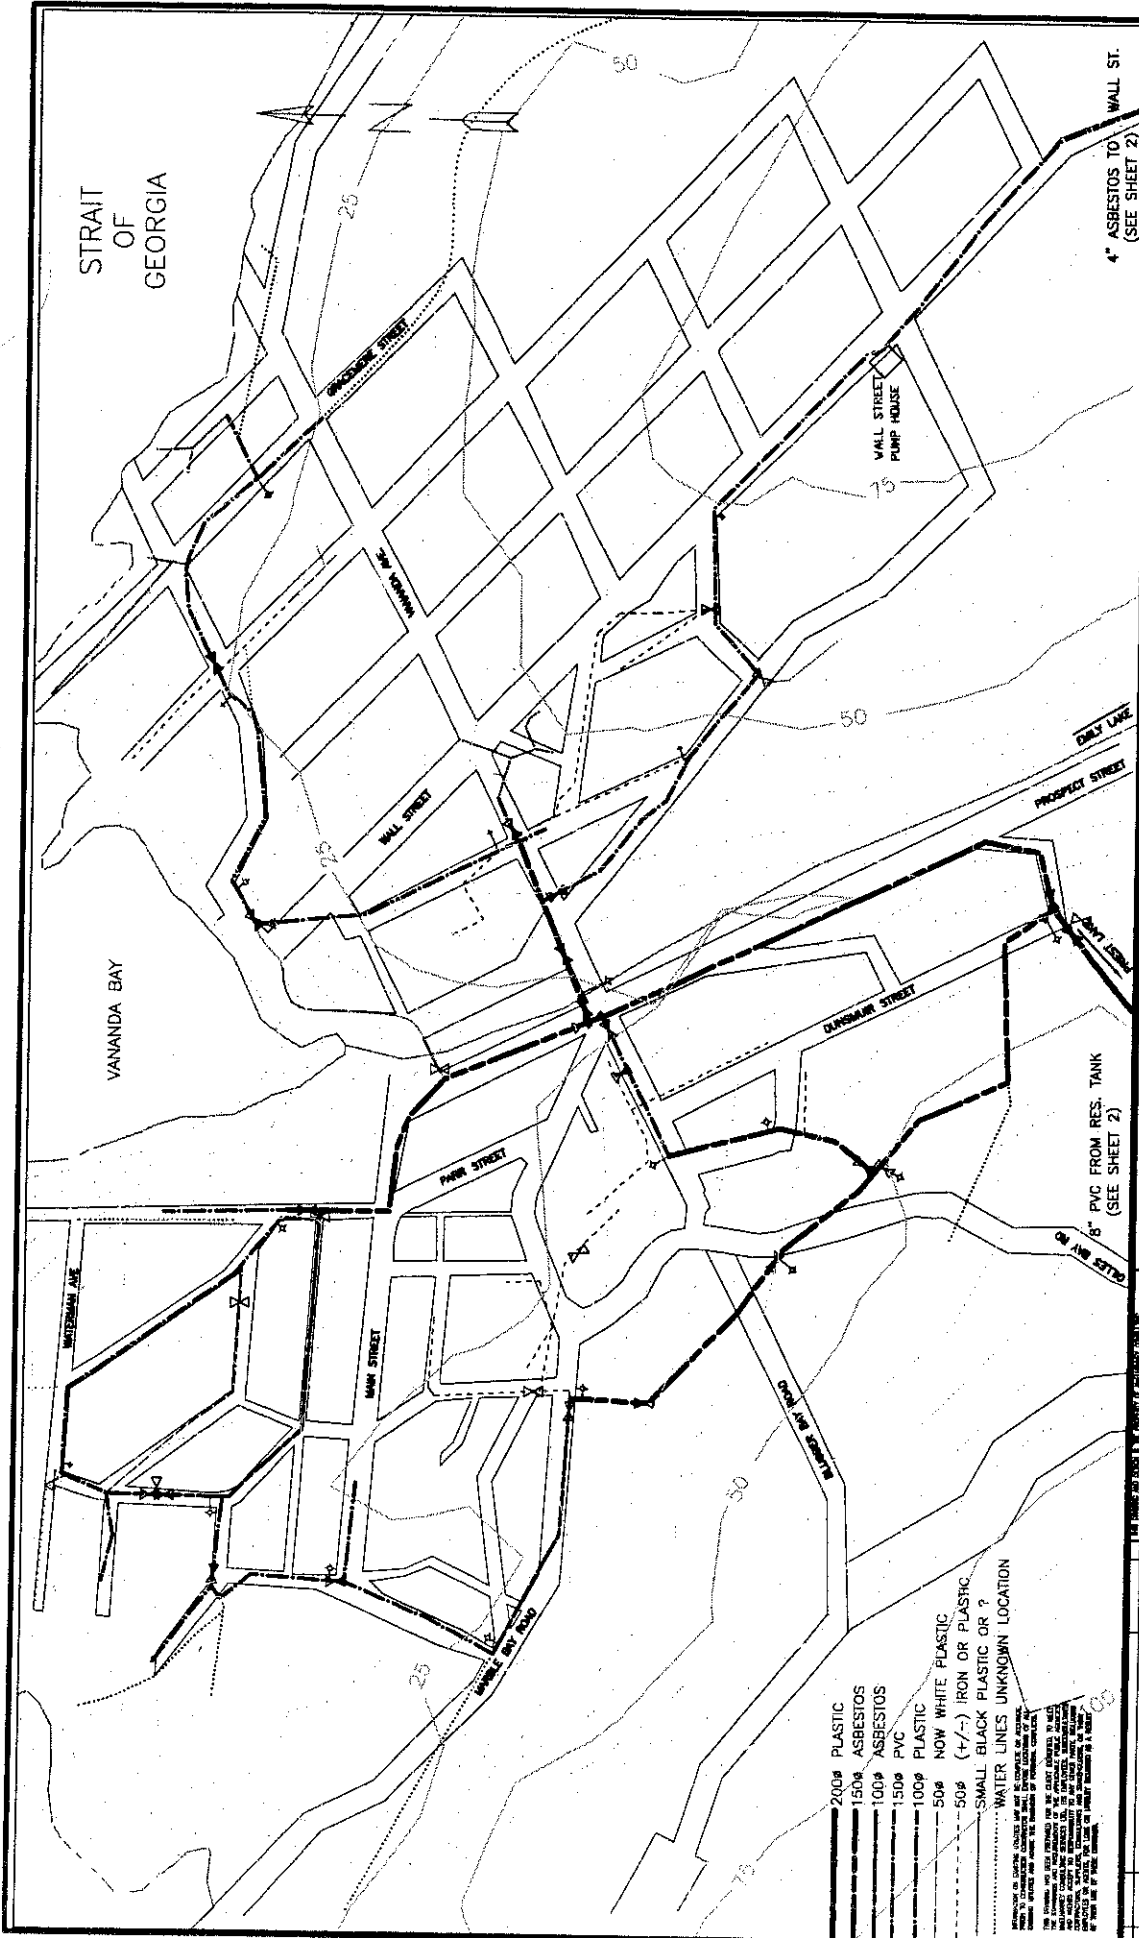 STRAIT
OF
GEORGIA
N
50
25
GRACEMERE STREET
VANANDA AVE.
WALL STREET
PUMP HOUSE
75
4" ASBESTOS TO WALL ST.
(SEE SHEET 2)
50
WALL STREET
25
VANANDA BAY
EMILY LAKE
PROSPECT STREET
PRIEST LAKE
DUNSMUIR STREET
8" PVC FROM RES. TANK
(SEE SHEET 2)
PARR STREET
WATERMAN AVE
MAIN STREET
GILLES BAY RD
BLUBBER BAY ROAD
50
MARBLE BAY ROAD
25
75
200ø PLASTIC
150ø ASBESTOS
100ø ASBESTOS
150ø PVC
100ø PLASTIC
50ø NOW WHITE PLASTIC
50ø (+/-) IRON OR PLASTIC
SMALL BLACK PLASTIC OR ?
WATER LINES UNKNOWN LOCATION